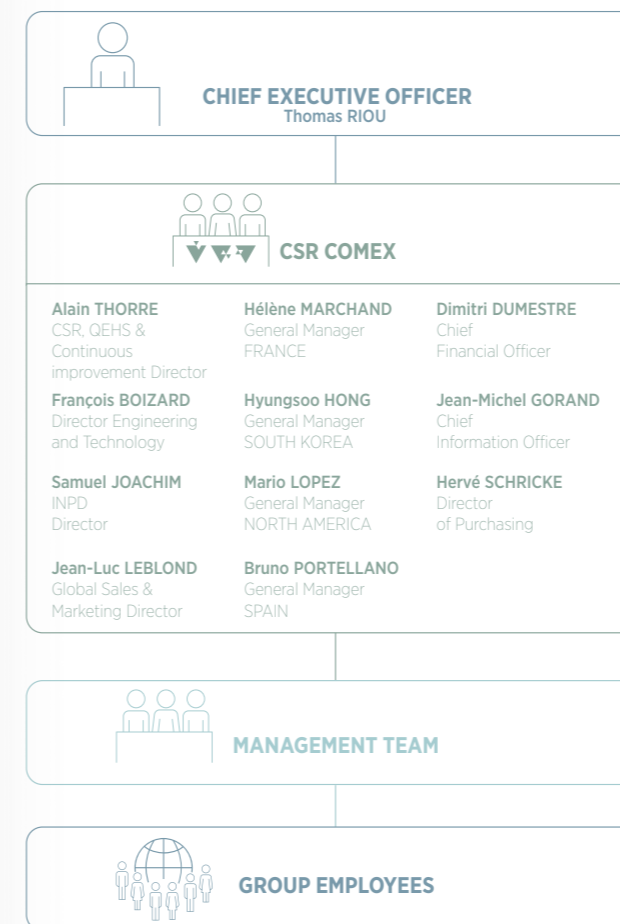 CHIEF EXECUTIVE OFFICER
Thomas RIOU
CSR COMEX
Alain THORRE
CSR, QEHS &
Continuous
improvement Director
Hélène MARCHAND
General Manager
FRANCE
Dimitri DUMESTRE
Chief
Financial Officer
François BOIZARD
Director Engineering
and Technology
Hyungsoo HONG
General Manager
SOUTH KOREA
Jean-Michel GORAND
Chief
Information Officer
Samuel JOACHIM
INPD
Director
Mario LOPEZ
General Manager
NORTH AMERICA
Hervé SCHRICKE
Director
of Purchasing
Jean-Luc LEBLOND
Global Sales &
Marketing Director
Bruno PORTELLANO
General Manager
SPAIN
MANAGEMENT TEAM
GROUP EMPLOYEES